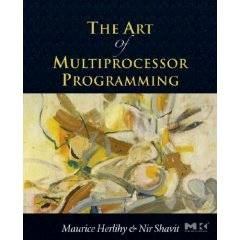 THE ART
of
MULTIPROCESSOR
PROGRAMMING
Maurice Herlihy & Nir Shavit